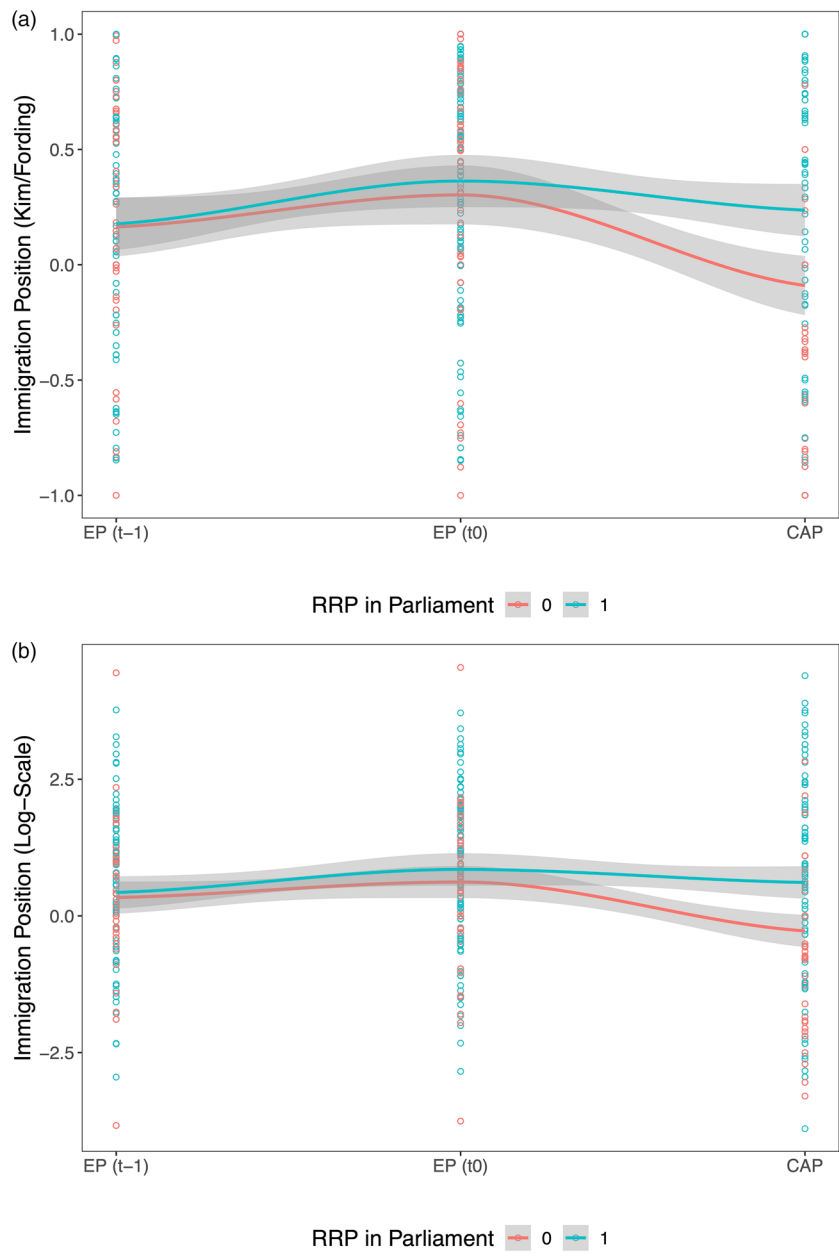 (a)
Immigration Position (Kim/Fording)
1.0
0.5
0.0
−0.5
−1.0
EP (t−1) EP (t0) CAP
RRP in Parliament 0 1
(b)
Immigration Position (Log−Scale)
2.5
0.0
−2.5
EP (t−1) EP (t0) CAP
RRP in Parliament 0 1